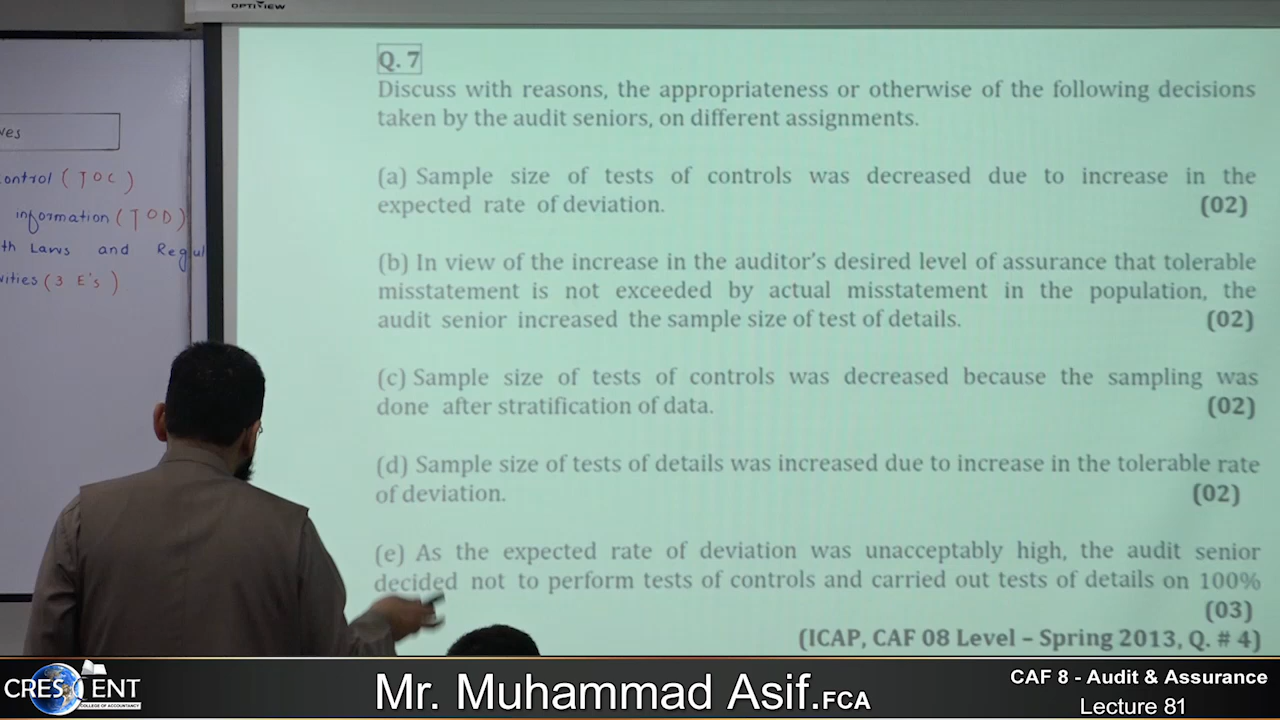 OPTIVIEW
ves
ontrol (TOC)
information (TOD)
th Laws and Regul
vities (3 E's)
Q. 7
Discuss with reasons, the appropriateness or otherwise of the following decisions
taken by the audit seniors, on different assignments.
(a) Sample size of tests of controls was decreased due to increase in the
expected rate of deviation. (02)
(b) In view of the increase in the auditor's desired level of assurance that tolerable
misstatement is not exceeded by actual misstatement in the population, the
audit senior increased the sample size of test of details. (02)
(c) Sample size of tests of controls was decreased because the sampling was
done after stratification of data. (02)
(d) Sample size of tests of details was increased due to increase in the tolerable rate
of deviation. (02)
(e) As the expected rate of deviation was unacceptably high, the audit senior
decided not to perform tests of controls and carried out tests of details on 100%
(03)
(ICAP, CAF 08 Level – Spring 2013, Q. # 4)
CRESCENT
COLLEGE OF ACCOUNTANCY
Mr. Muhammad Asif.FCA
CAF 8 - Audit & Assurance
Lecture 81